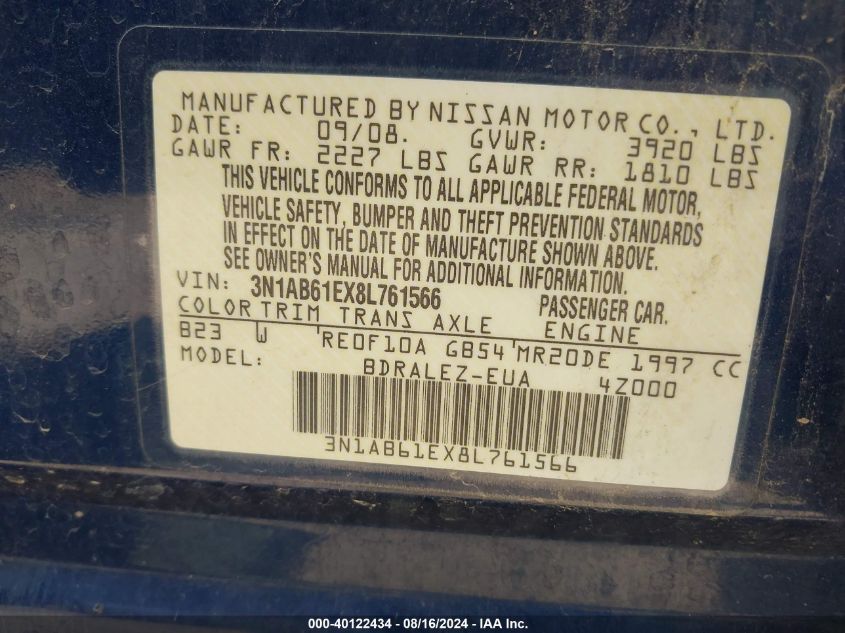 MANUFACTURED BY NISSAN MOTOR CO., LTD.
DATE: 09/08. GVWR: 3920 LBS
GAWR FR: 2227 LBS GAWR RR: 1810 LBS
THIS VEHICLE CONFORMS TO ALL APPLICABLE FEDERAL MOTOR,
VEHICLE SAFETY, BUMPER AND THEFT PREVENTION STANDARDS
IN EFFECT ON THE DATE OF MANUFACTURE SHOWN ABOVE.
SEE OWNER'S MANUAL FOR ADDITIONAL INFORMATION.
VIN: 3N1AB61EX8L761566 PASSENGER CAR.
COLOR TRIM TRANS AXLE ENGINE
B23 W RE0F10A GB54 MR20DE 1997 CC
MODEL: BDRALEZ-EUA 4Z000
3N1AB61EX8L761566
000-40122434 - 08/16/2024 - IAA Inc.